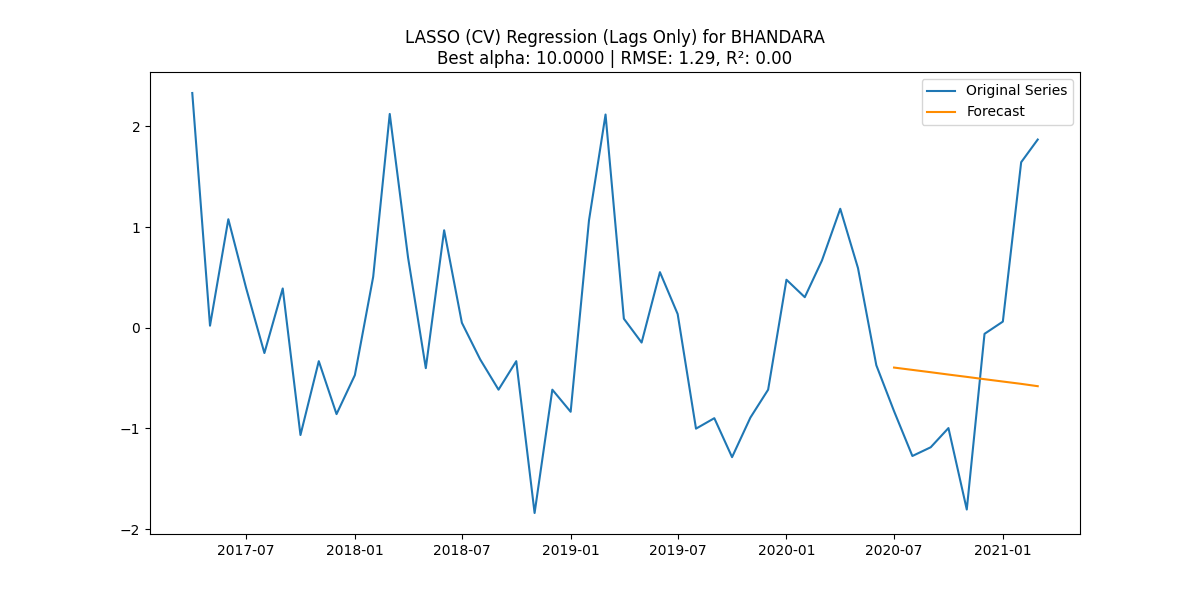 LASSO (CV) Regression (Lags Only) for BHANDARA
Best alpha: 10.0000 | RMSE: 1.29, R²: 0.00
Original Series
Forecast
2
1
0
−1
−2
2017-07 2018-01 2018-07 2019-01 2019-07 2020-01 2020-07 2021-01